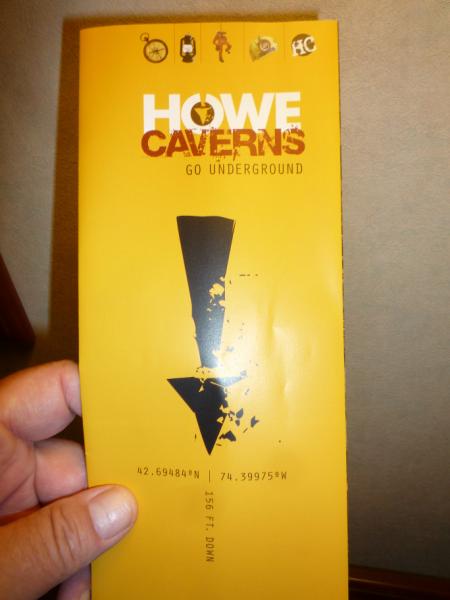 HC
HOWE
CAVERNS
GO UNDERGROUND
42.69484°N | 74.39975°W
156 FT. DOWN